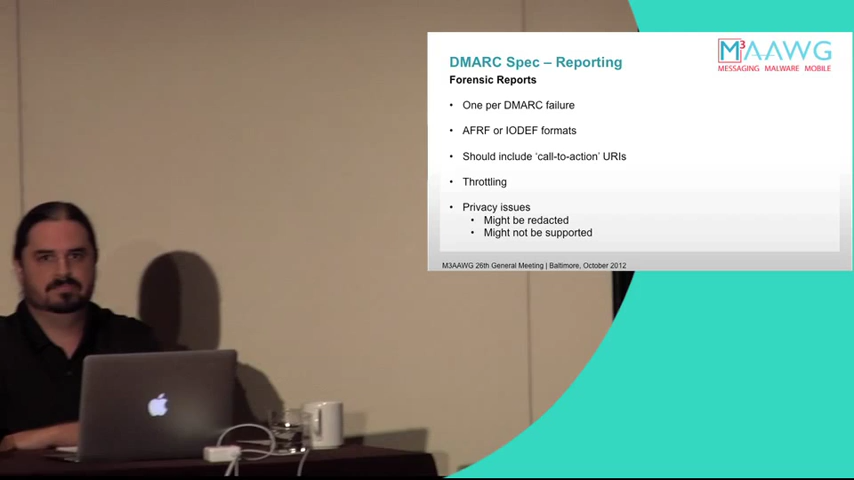 DMARC Spec – Reporting
Forensic Reports
• One per DMARC failure
• AFRF or IODEF formats
• Should include ‘call-to-action’ URIs
• Throttling
• Privacy issues
• Might be redacted
• Might not be supported
M3AAWG 26th General Meeting | Baltimore, October 2012
M3AAWG
MESSAGING MALWARE MOBILE